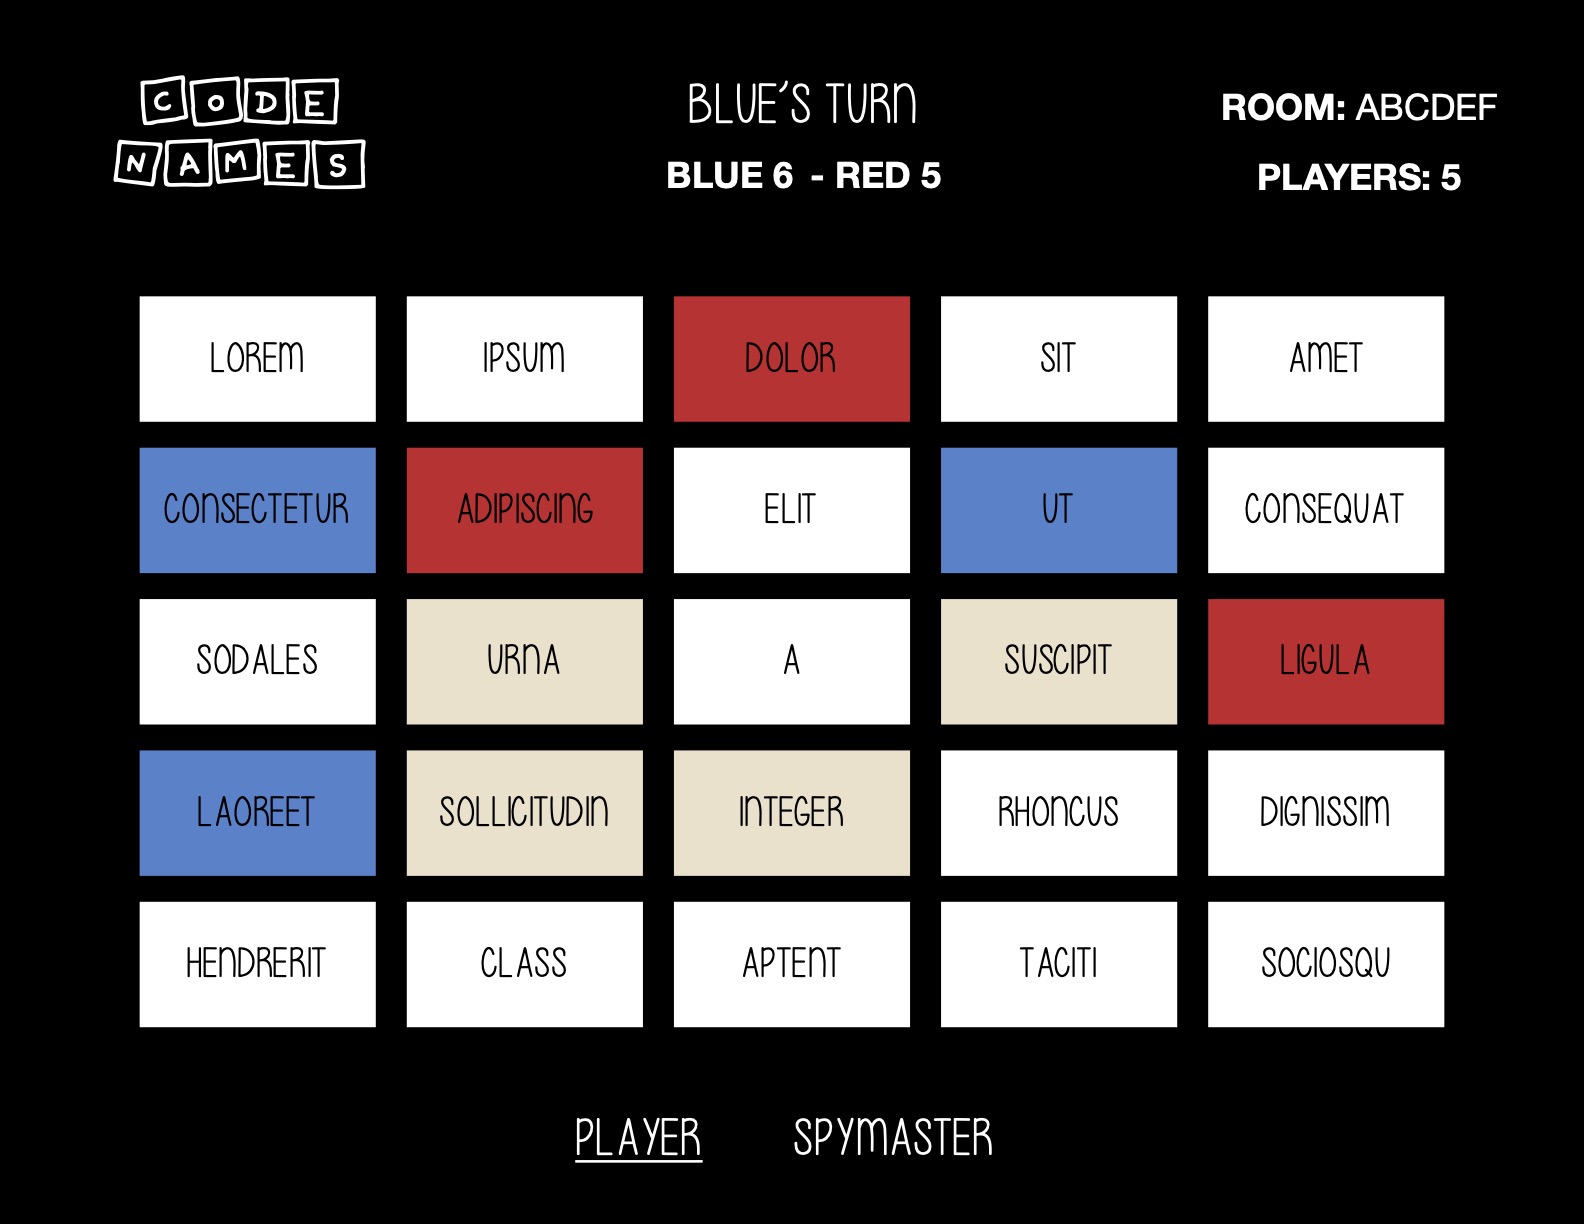 CODE
NAMES
BLUE'S TURN
BLUE 6 - RED 5
ROOM: ABCDEF
PLAYERS: 5
LOREM
IPSUM
DOLOR
SIT
AMET
CONSECTETUR
ADIPISCING
ELIT
UT
CONSEQUAT
SODALES
URNA
A
SUSCIPIT
LIGULA
LAOREET
SOLLICITUDIN
INTEGER
RHONCUS
DIGNISSIM
HENDRERIT
CLASS
APTENT
TACITI
SOCIOSQU
PLAYER
SPYMASTER